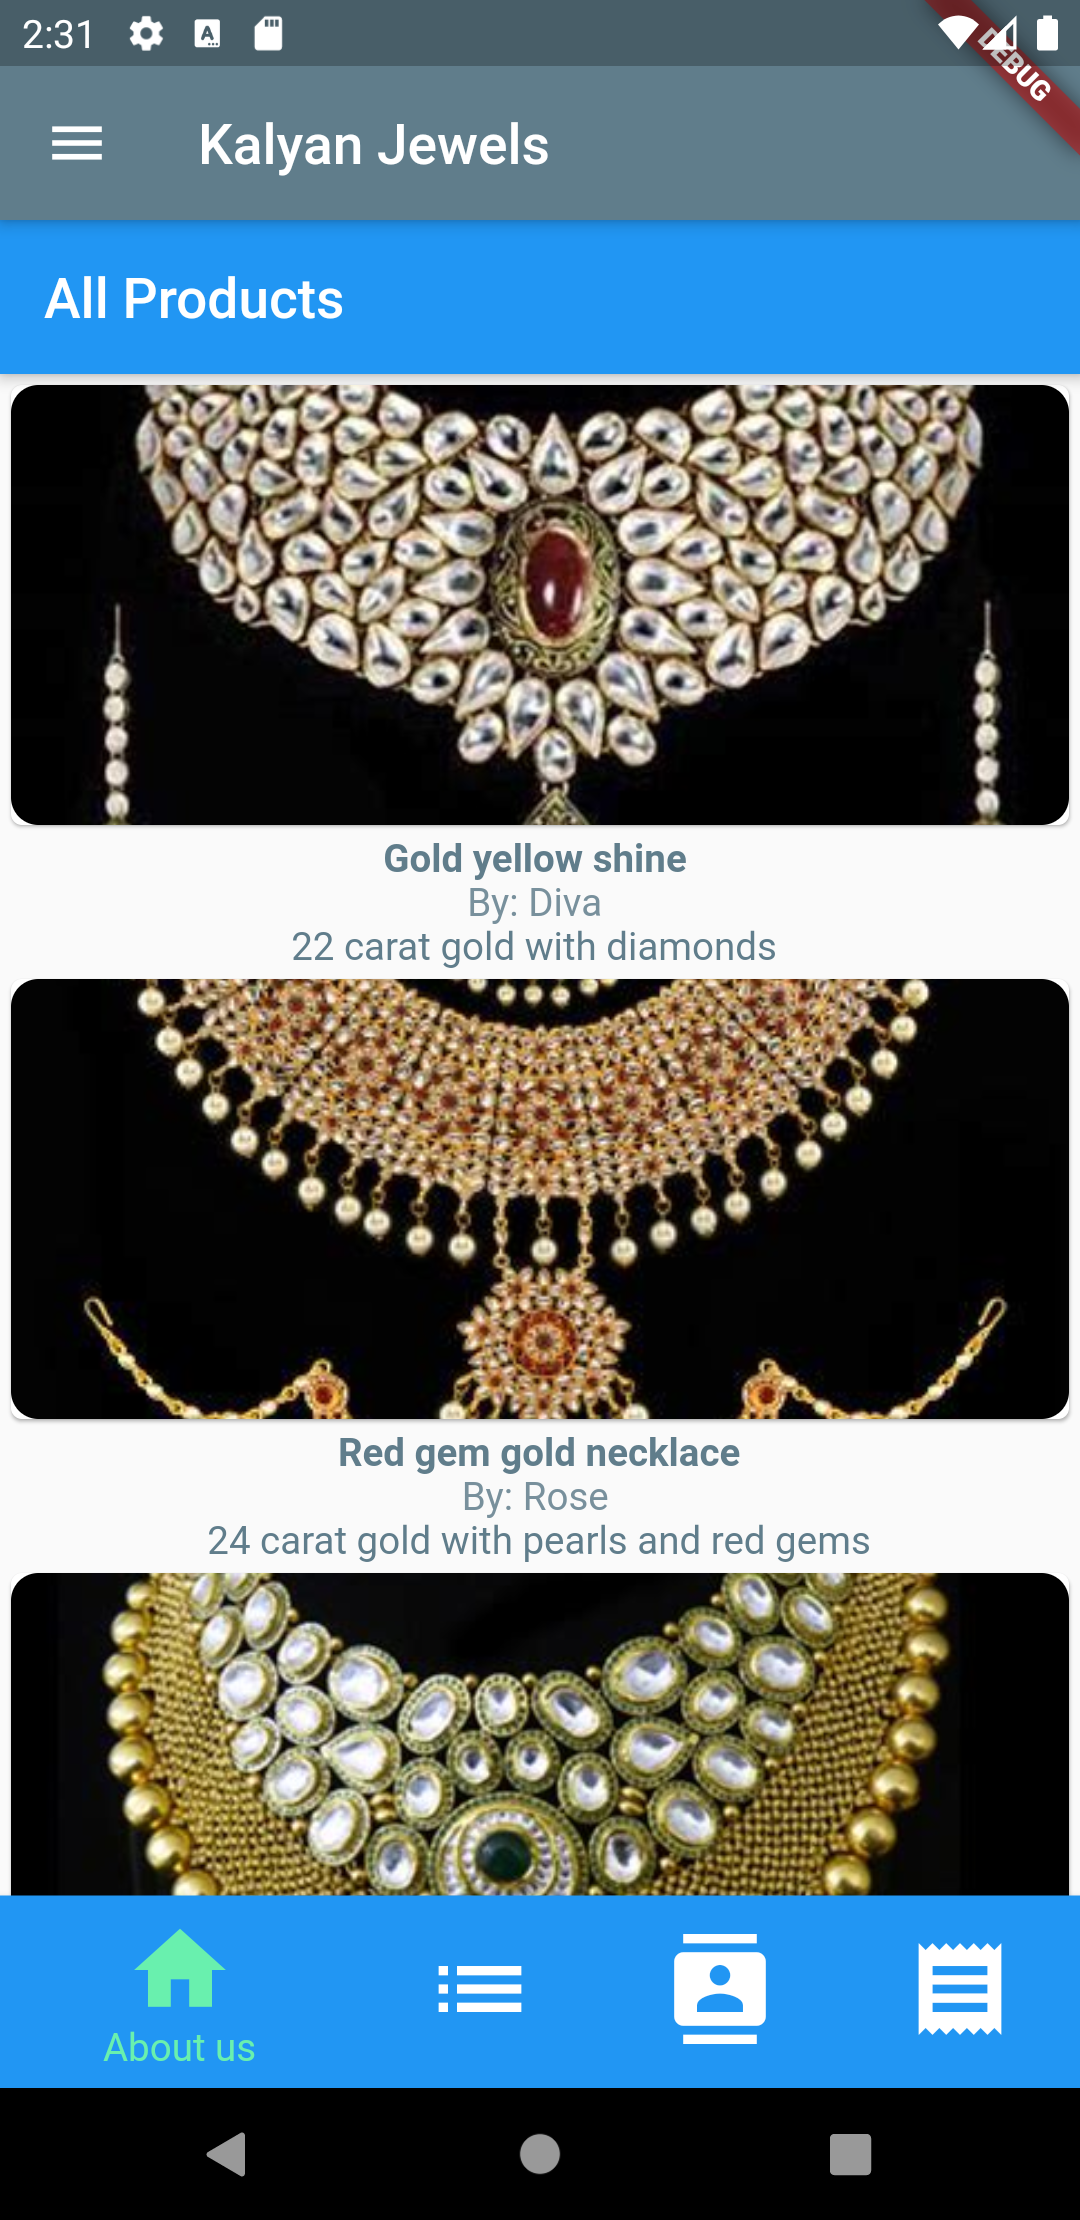 2:31
DEBUG
Kalyan Jewels
All Products
Gold yellow shine
By: Diva
22 carat gold with diamonds
Red gem gold necklace
By: Rose
24 carat gold with pearls and red gems
About us